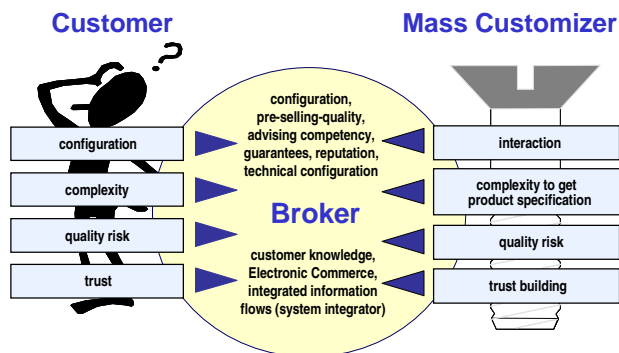 Customer
Mass Customizer
?
configuration,
pre-selling-quality,
advising competency,
guarantees, reputation,
technical configuration
configuration
complexity
quality risk
trust
Broker
customer knowledge,
Electronic Commerce,
integrated information
flows (system integrator)
interaction
complexity to get
product specification
quality risk
trust building